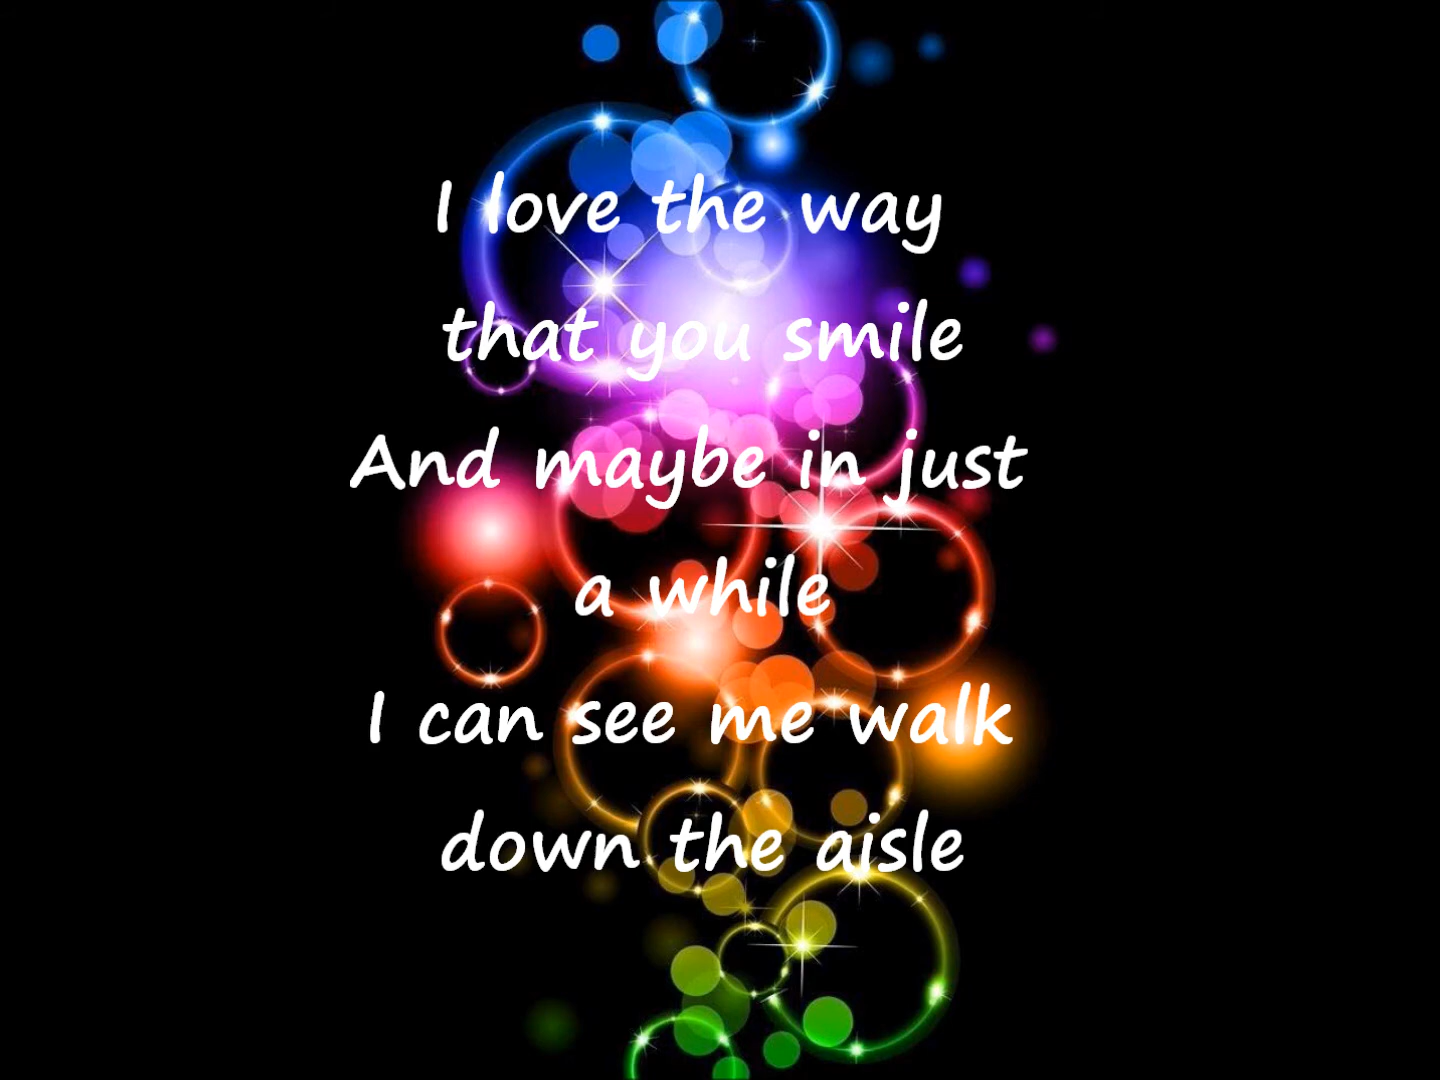 I love the way
that you smile
And maybe in just
a while
I can see me walk
down the aisle